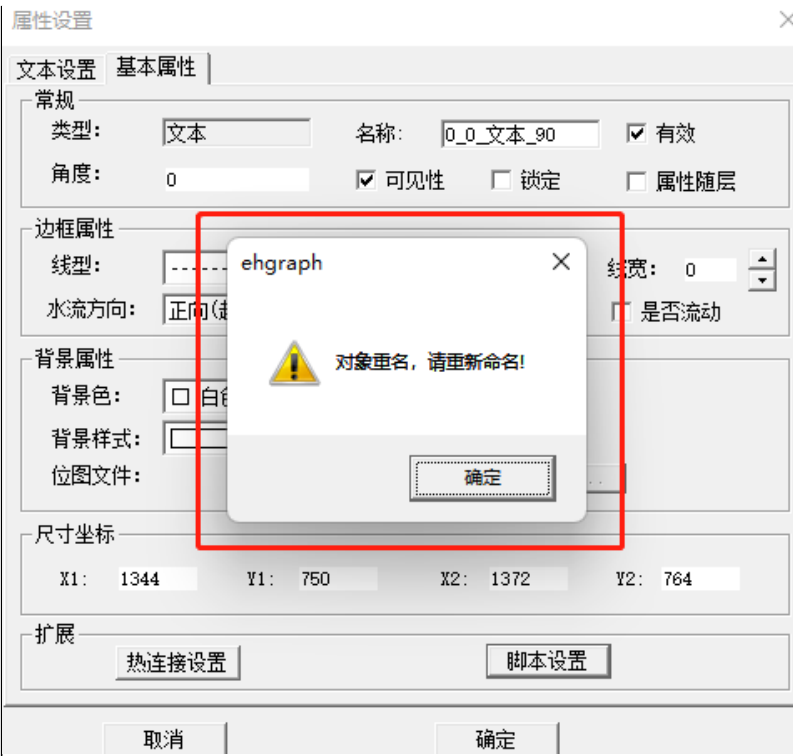 属性设置
文本设置 基本属性
常规
类型： 文本 名称： 0_0_文本_90 有效
角度： 0 可见性 锁定 属性随层
边框属性
线型： ------ 线宽： 0
水流方向： 正向( 是否流动
ehgraph
对象重名，请重新命名!
确定
背景属性
背景色： 白
背景样式：
位图文件： ..
尺寸坐标
X1: 1344 Y1: 750 X2: 1372 Y2: 764
扩展
热连接设置 脚本设置
取消 确定